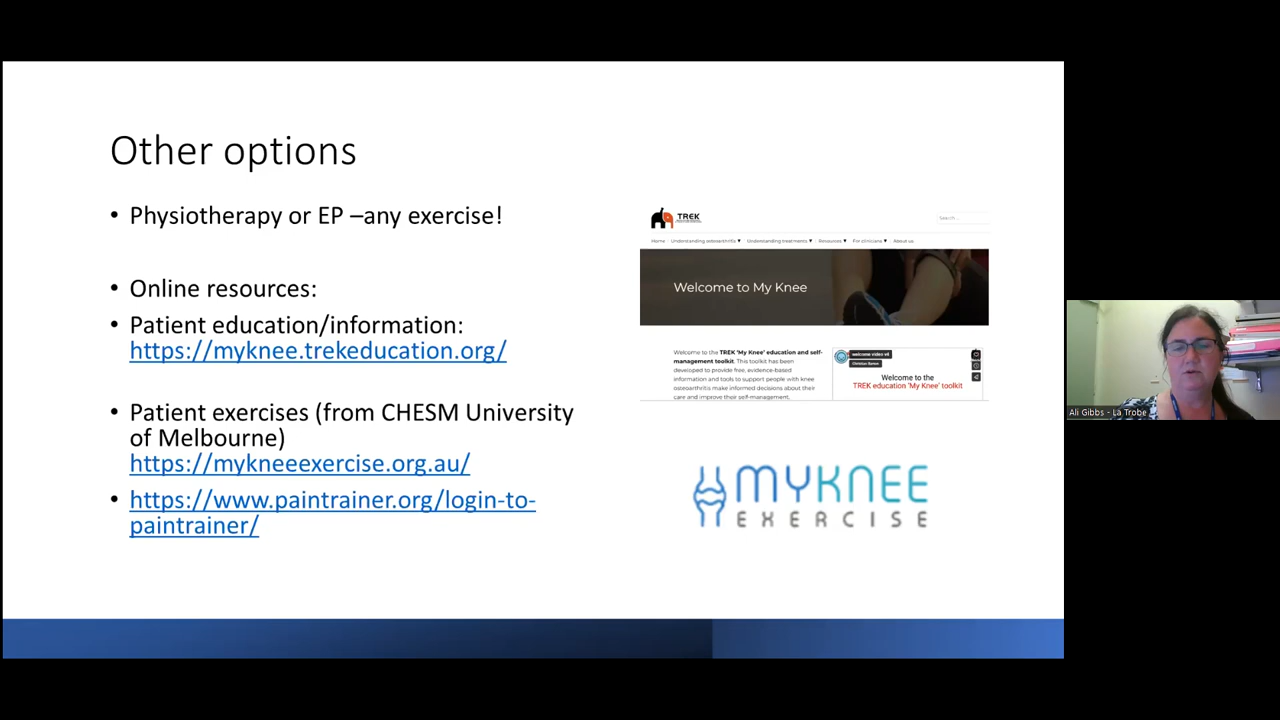 Other options
• Physiotherapy or EP –any exercise!
• Online resources:
• Patient education/information:
https://myknee.trekeducation.org/
• Patient exercises (from CHESM University
of Melbourne)
https://mykneeexercise.org.au/
• https://www.paintrainer.org/login-to-
paintrainer/
TREK
Search...
Home Understanding osteoarthritis ▼ Understanding treatments ▼ Resources ▼ For clinicians ▼ About us
Welcome to My Knee
Welcome to the TREK 'My Knee' education and self-
management toolkit. This toolkit has been
developed to provide free, evidence-based
information and tools to support people with knee
osteoarthritis make informed decisions about their
care and improve their self-management.
welcome video v6
Christian Barton
Welcome to the
TREK education 'My Knee' toolkit
MYKNEE
EXERCISE
Ali Gibbs - La Trobe